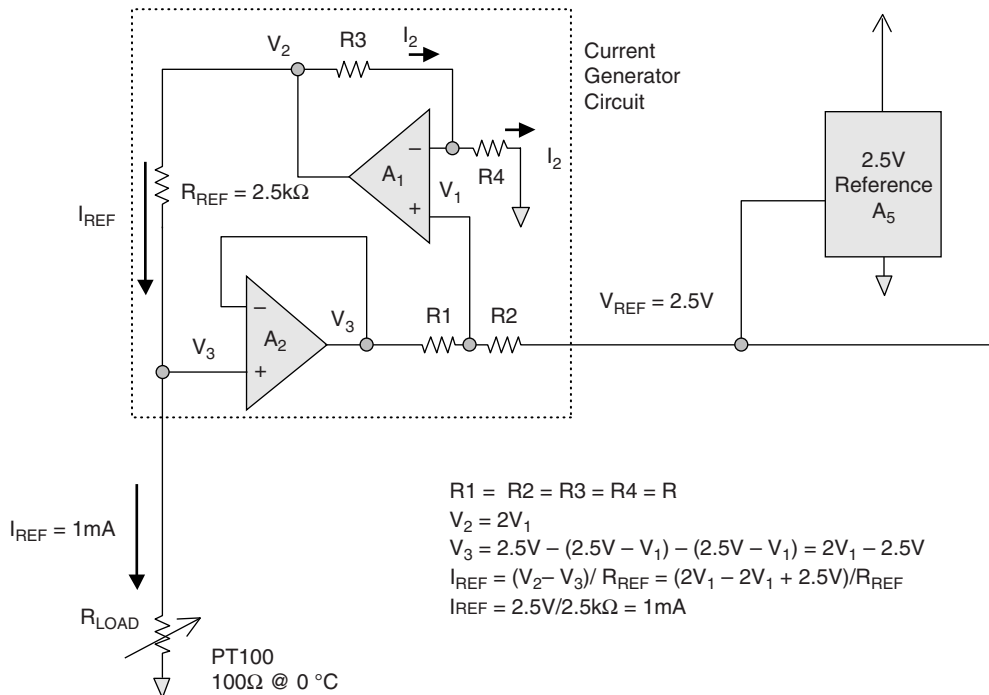 V2
R3
I2
Current
Generator
Circuit
A1
−
+
V1
R4
I2
2.5V
Reference
A5
RREF = 2.5kΩ
IREF
VREF = 2.5V
−
+
A2
V3
V3
R1
R2
IREF = 1mA
R1 = R2 = R3 = R4 = R
V2 = 2V1
V3 = 2.5V – (2.5V – V1) – (2.5V – V1) = 2V1 – 2.5V
IREF = (V2– V3)/ RREF = (2V1 – 2V1 + 2.5V)/RREF
IREF = 2.5V/2.5kΩ = 1mA
RLOAD
PT100
100Ω @ 0 °C